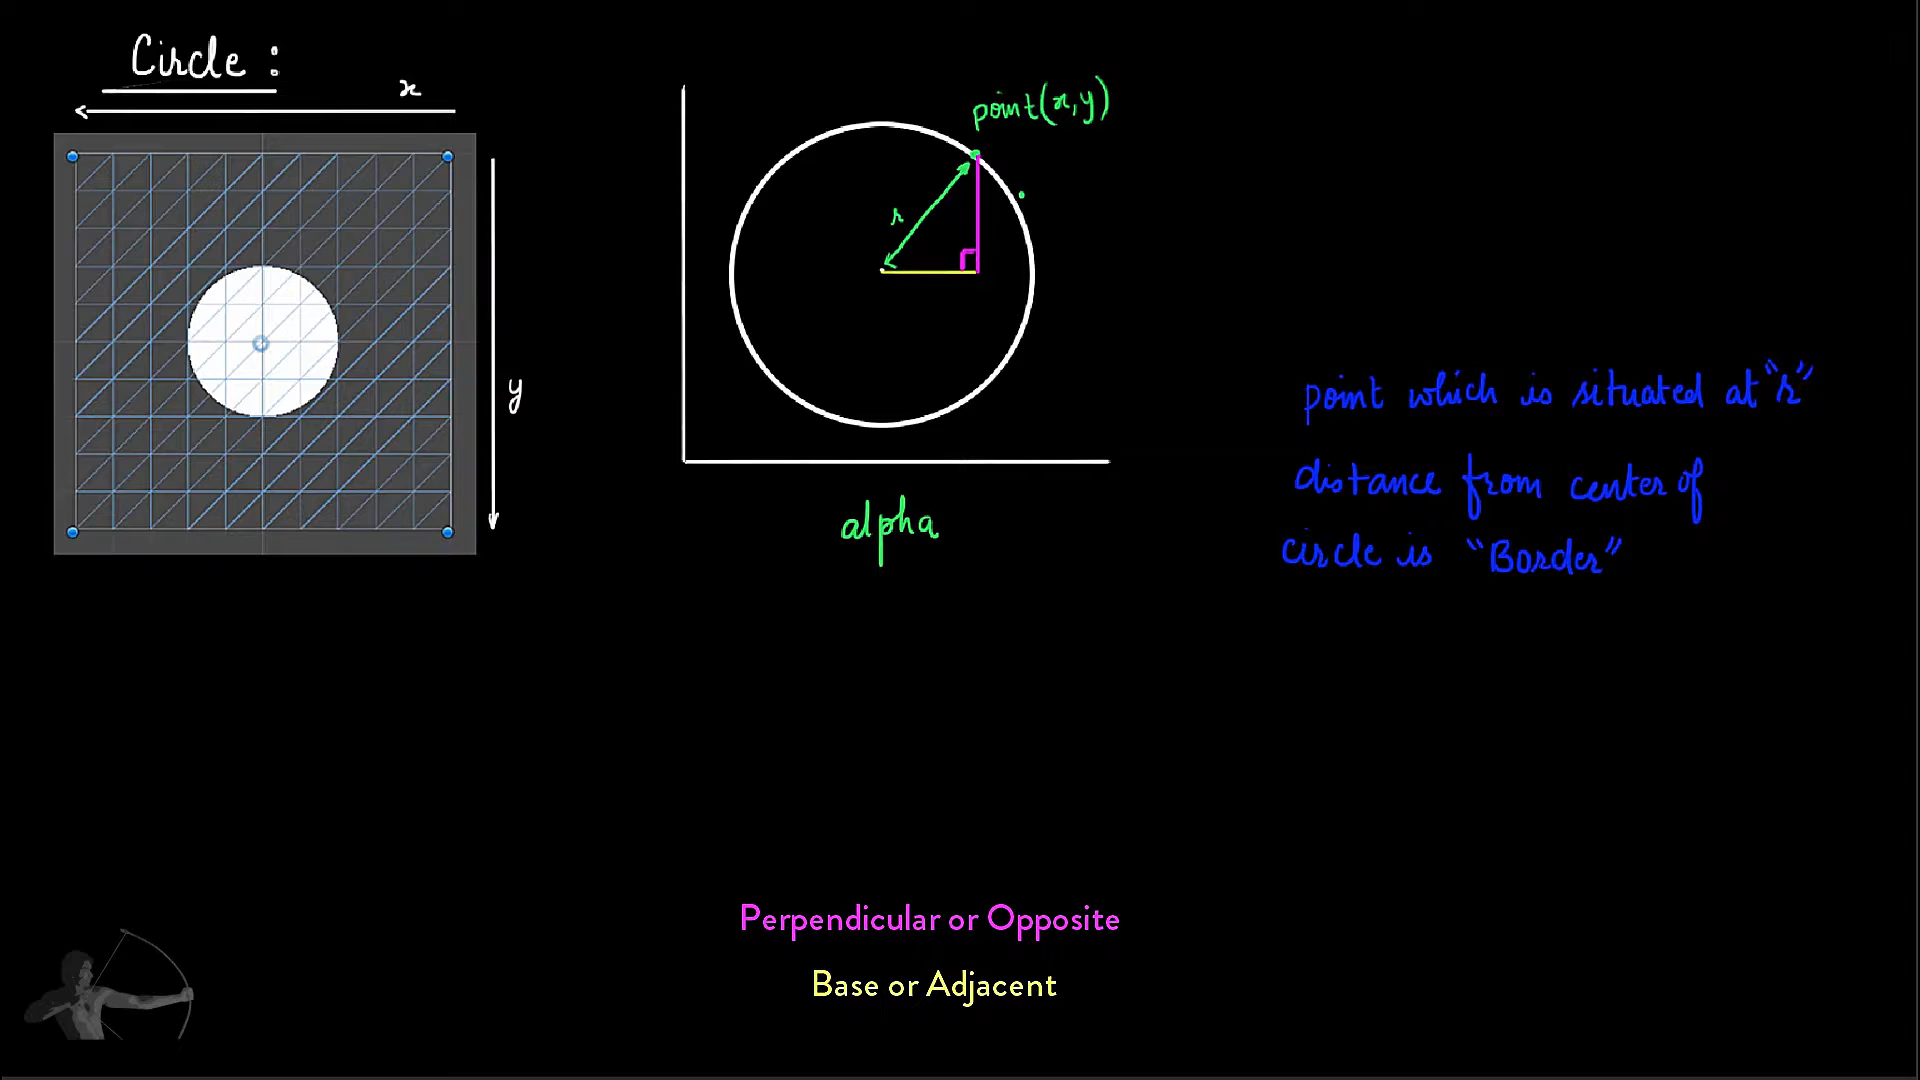 Circle :
x
point(x,y)
r
y
point which is situated at "r"
distance from center of
circle is "Border"
alpha
Perpendicular or Opposite
Base or Adjacent